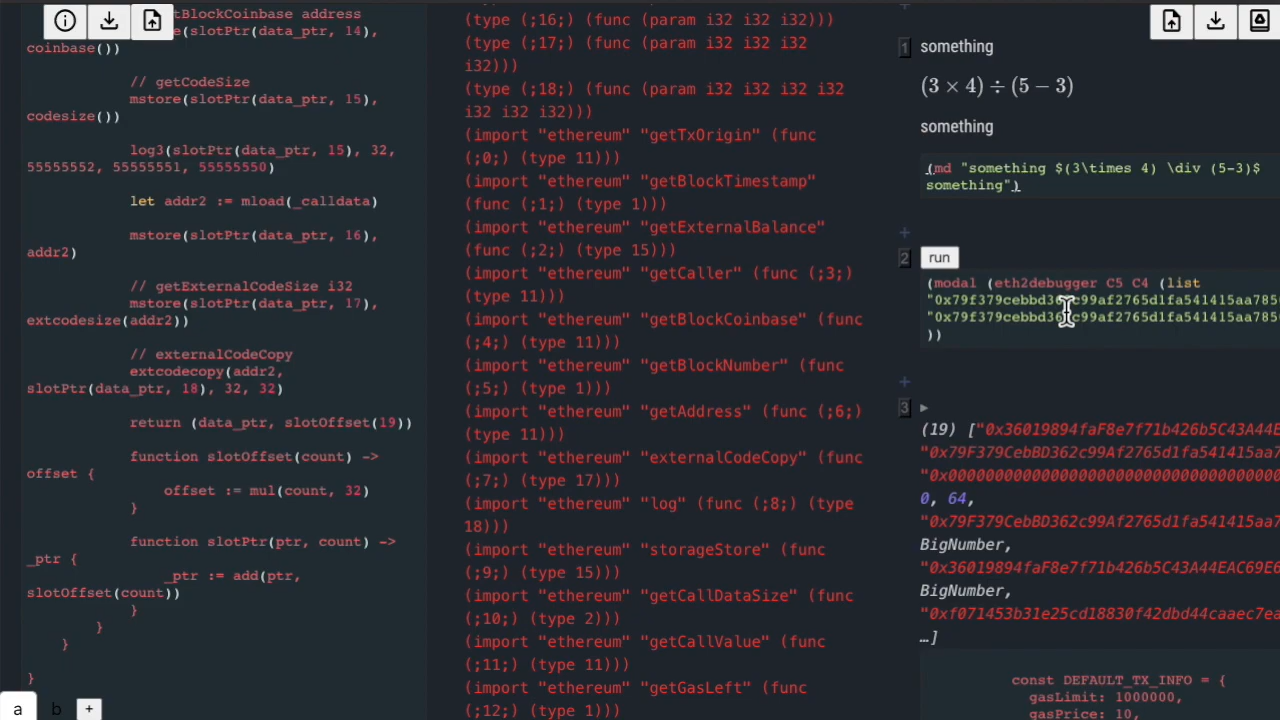 getBlockCoinbase address
(slotPtr(data_ptr, 14),
coinbase())
// getCodeSize
mstore(slotPtr(data_ptr, 15),
codesize())
log3(slotPtr(data_ptr, 15), 32,
55555552, 55555551, 55555550)
let addr2 := mload(_calldata)
mstore(slotPtr(data_ptr, 16),
addr2)
// getExternalCodeSize i32
mstore(slotPtr(data_ptr, 17),
extcodesize(addr2))
// externalCodeCopy
extcodecopy(addr2,
slotPtr(data_ptr, 18), 32, 32)
return (data_ptr, slotOffset(19))
function slotOffset(count) ->
offset {
offset := mul(count, 32)
}
function slotPtr(ptr, count) ->
_ptr {
_ptr := add(ptr,
slotOffset(count))
}
}
}
}
a
b
+
(type (;16;) (func (param i32 i32 i32)))
(type (;17;) (func (param i32 i32 i32
i32)))
(type (;18;) (func (param i32 i32 i32 i32
i32 i32 i32)))
(import "ethereum" "getTxOrigin" (func
(;0;) (type 11)))
(import "ethereum" "getBlockTimestamp"
(func (;1;) (type 1)))
(import "ethereum" "getExternalBalance"
(func (;2;) (type 15)))
(import "ethereum" "getCaller" (func (;3;)
(type 11)))
(import "ethereum" "getBlockCoinbase" (func
(;4;) (type 11)))
(import "ethereum" "getBlockNumber" (func
(;5;) (type 1)))
(import "ethereum" "getAddress" (func (;6;)
(type 11)))
(import "ethereum" "externalCodeCopy" (func
(;7;) (type 17)))
(import "ethereum" "log" (func (;8;) (type
18)))
(import "ethereum" "storageStore" (func
(;9;) (type 15)))
(import "ethereum" "getCallDataSize" (func
(;10;) (type 2)))
(import "ethereum" "getCallValue" (func
(;11;) (type 11)))
(import "ethereum" "getGasLeft" (func
(;12;) (type 1)))
+
1
something
(3 × 4) ÷ (5 − 3)
something
(md "something $(3\times 4) \div (5-3)$
something")
+
2
run
(modal (eth2debugger C5 C4 (list
c99af2765d1fa541415aa785
c99af2765d1fa541415aa785
))
+
3
(19) ["0x36019894faF8e7f71b426b5C43A44E
"0x79F379CebBD362c99Af2765d1fa541415aa7
0, 64,
"0x79F379CebBD362c99Af2765d1fa541415aa7
BigNumber,
"0x36019894faF8e7f71b426b5C43A44EAC69E6
BigNumber,
"0xf071453b31e25cd18830f42dbd44caaec7ea
…]
const DEFAULT_TX_INFO = {
gasLimit: 1000000,
gasPrice: 10,